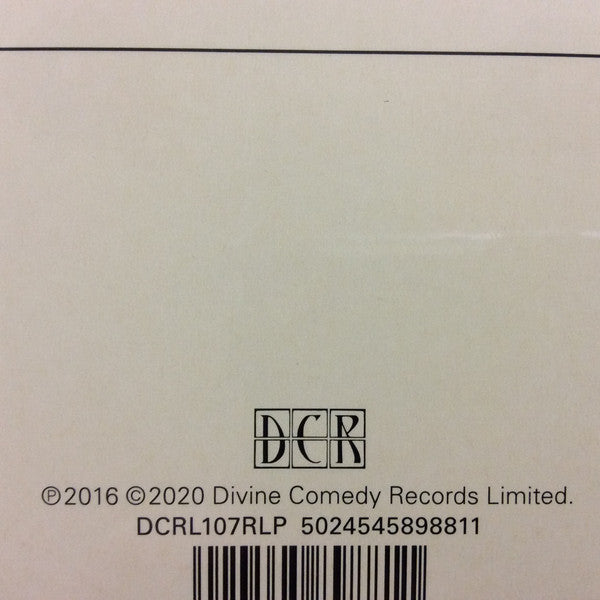 DCR
℗2016 ©2020 Divine Comedy Records Limited.
DCRL107RLP 5024545898811